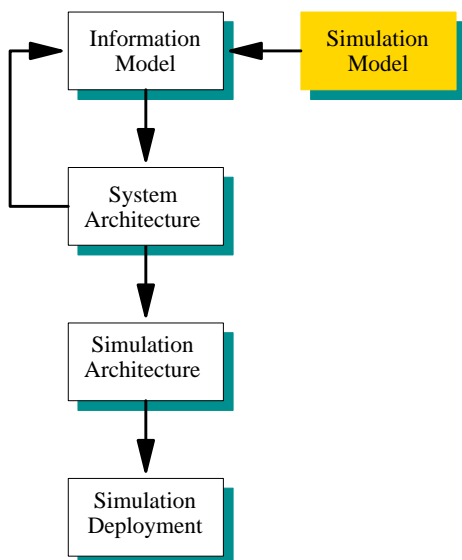 Information
Model
Simulation
Model
System
Architecture
Simulation
Architecture
Simulation
Deployment